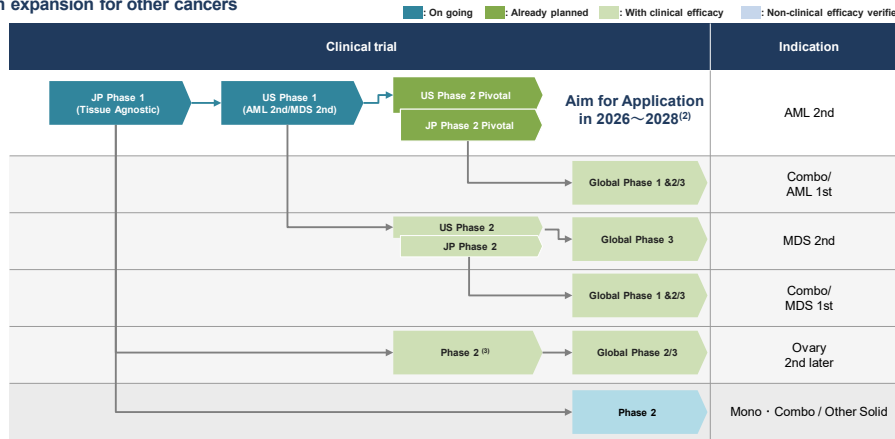 expansion for other cancers
: On going : Already planned : With clinical efficacy : Non-clinical efficacy
Clinical trial Indication
JP Phase 1
(Tissue Agnostic)
US Phase 1
(AML 2nd/MDS 2nd)
US Phase 2 Pivotal
JP Phase 2 Pivotal
Aim for Application
in 2026～2028(2)
AML 2nd
Global Phase 1 &2/3
Combo/
AML 1st
US Phase 2
JP Phase 2
Global Phase 3
MDS 2nd
Global Phase 1 &2/3
Combo/
MDS 1st
Phase 2 (3)
Global Phase 2/3
Ovary
2nd later
Phase 2
Mono・Combo / Other Solid